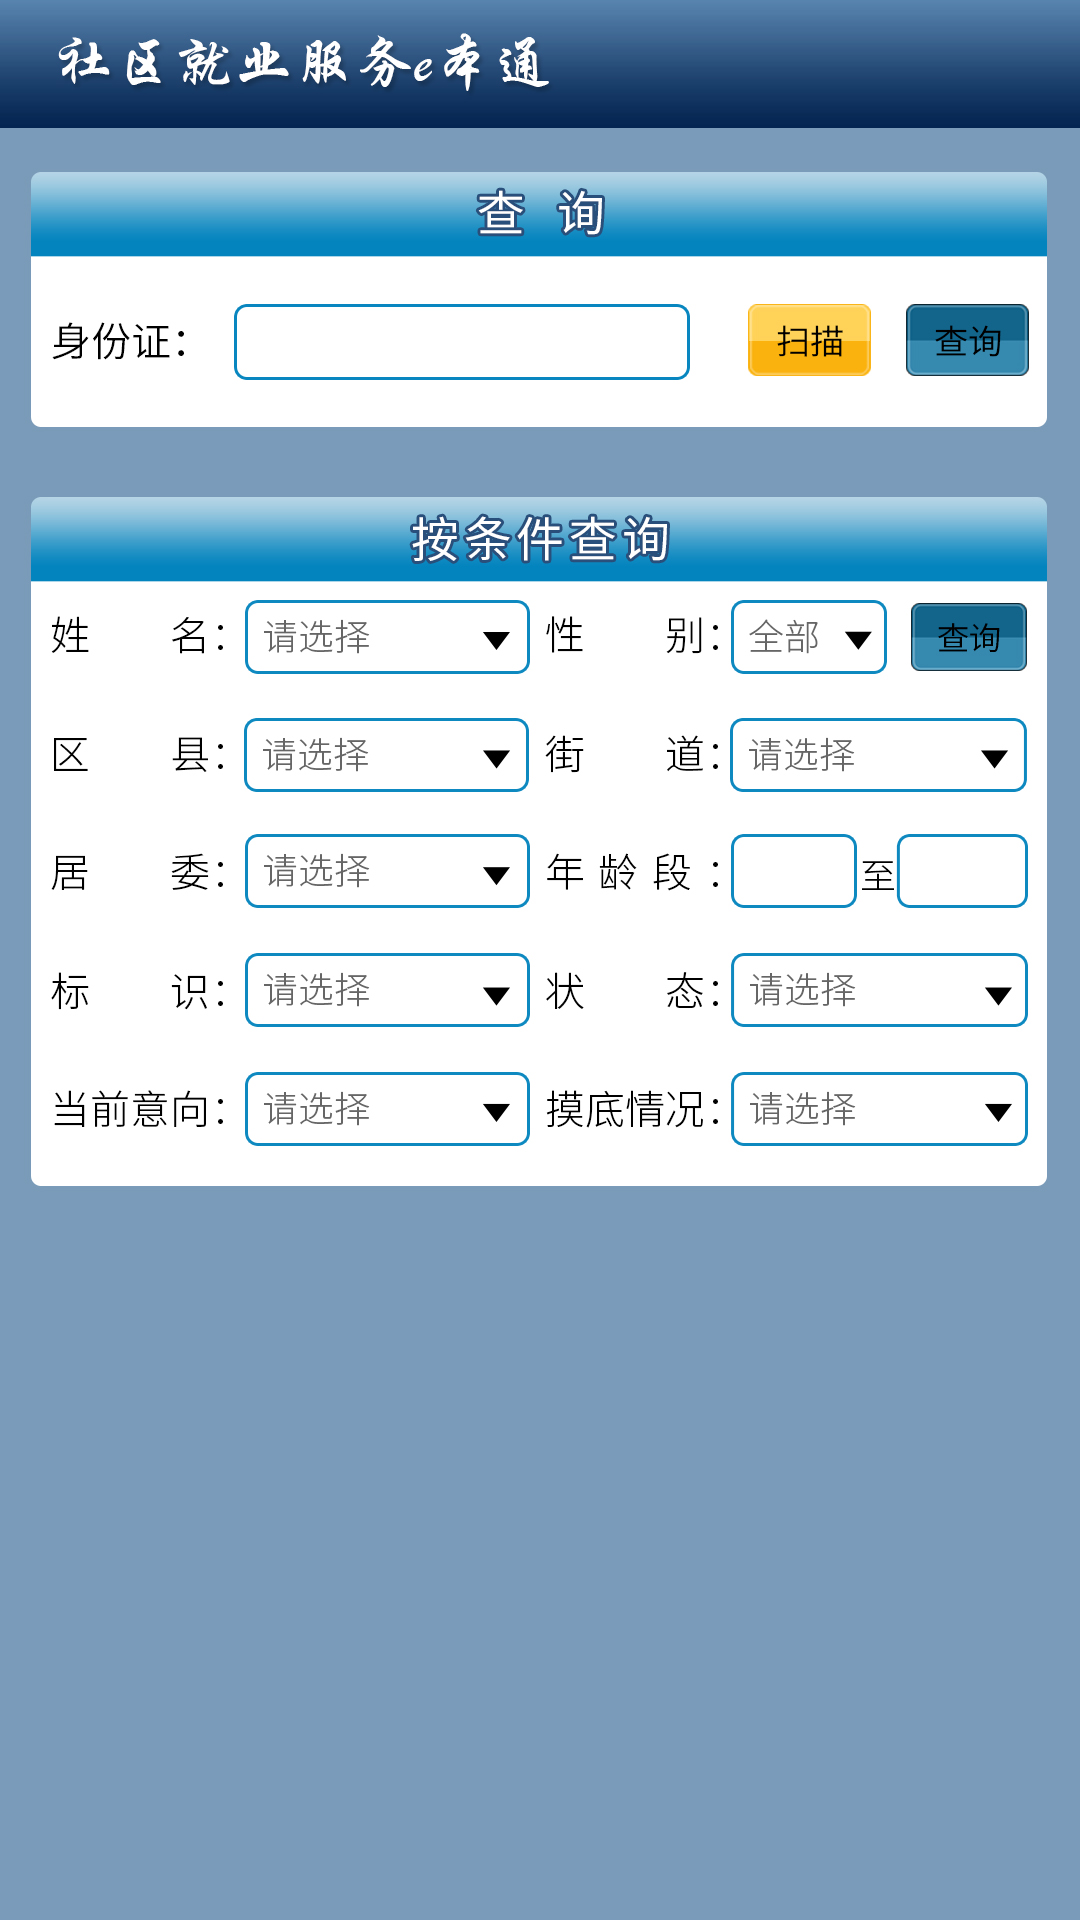 社区就业服务e本通
查 询
身份证： 扫描 查询
按条件查询
姓 名： 请选择 性 别： 全部 查询
区 县： 请选择 街 道： 请选择
居 委： 请选择 年龄段： 至
标 识： 请选择 状 态： 请选择
当前意向： 请选择 摸底情况： 请选择